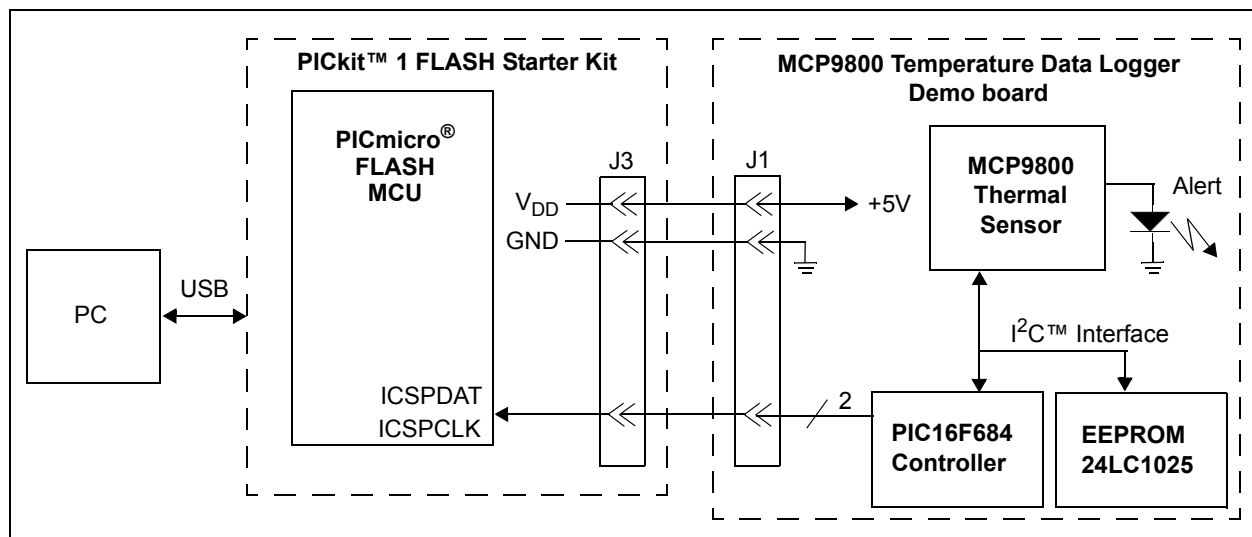 PICkit™ 1 FLASH Starter Kit
PICmicro®
FLASH
MCU
J3
VDD
GND
ICSPDAT
ICSPCLK
PC
USB
MCP9800 Temperature Data Logger
Demo board
J1
+5V
MCP9800
Thermal
Sensor
Alert
I²C™ Interface
2
PIC16F684
Controller
EEPROM
24LC1025